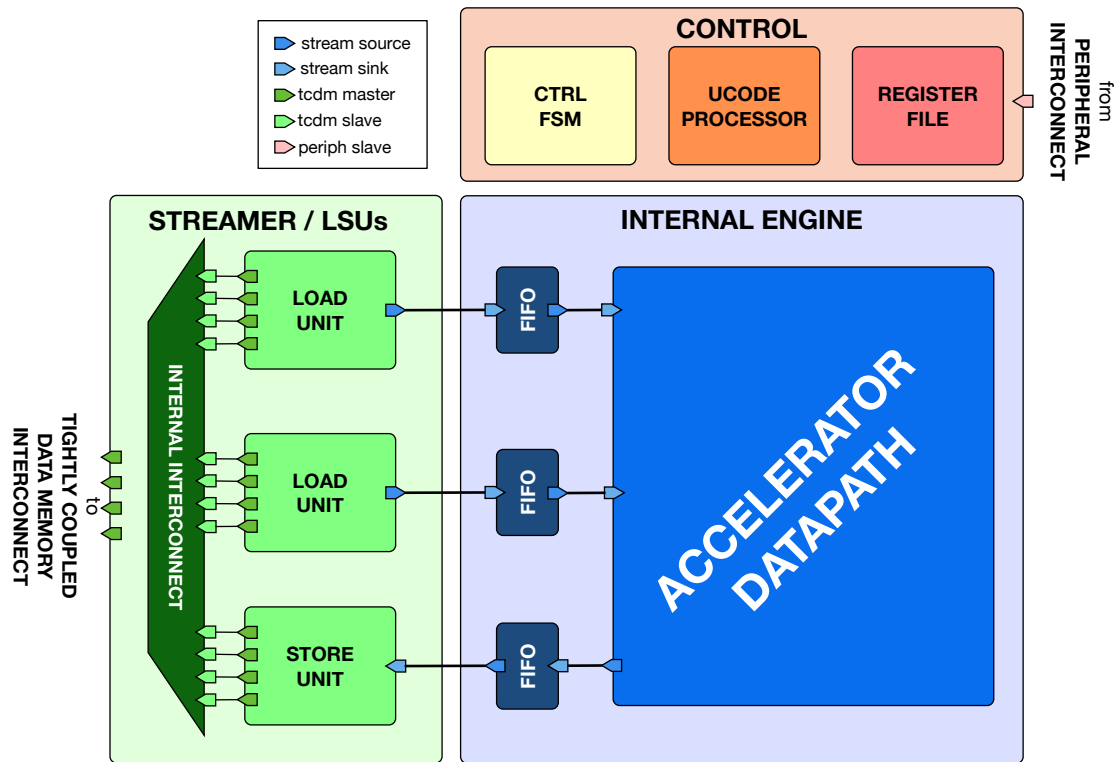 stream source
stream sink
tcdm master
tcdm slave
periph slave
CONTROL
CTRL
FSM
UCODE
PROCESSOR
REGISTER
FILE
from
PERIPHERAL
INTERCONNECT
STREAMER / LSUs
INTERNAL ENGINE
LOAD
UNIT
FIFO
INTERNAL INTERCONNECT
LOAD
UNIT
FIFO
ACCELERATOR
DATAPATH
STORE
UNIT
FIFO
to
TIGHTLY COUPLED
DATA MEMORY
INTERCONNECT